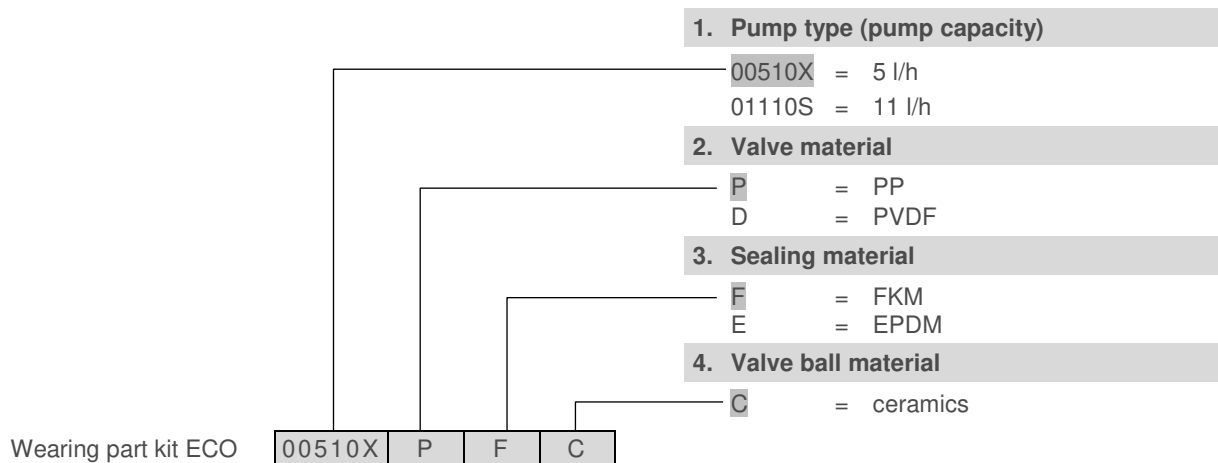 1. Pump type (pump capacity)
00510X = 5 l/h
01110S = 11 l/h
2. Valve material
P = PP
D = PVDF
3. Sealing material
F = FKM
E = EPDM
4. Valve ball material
C = ceramics
Wearing part kit ECO 00510X P F C